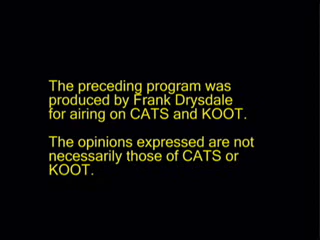 The preceding program was
produced by Frank Drysdale
for airing on CATS and KOOT.
The opinions expressed are not
necessarily those of CATS or
KOOT.